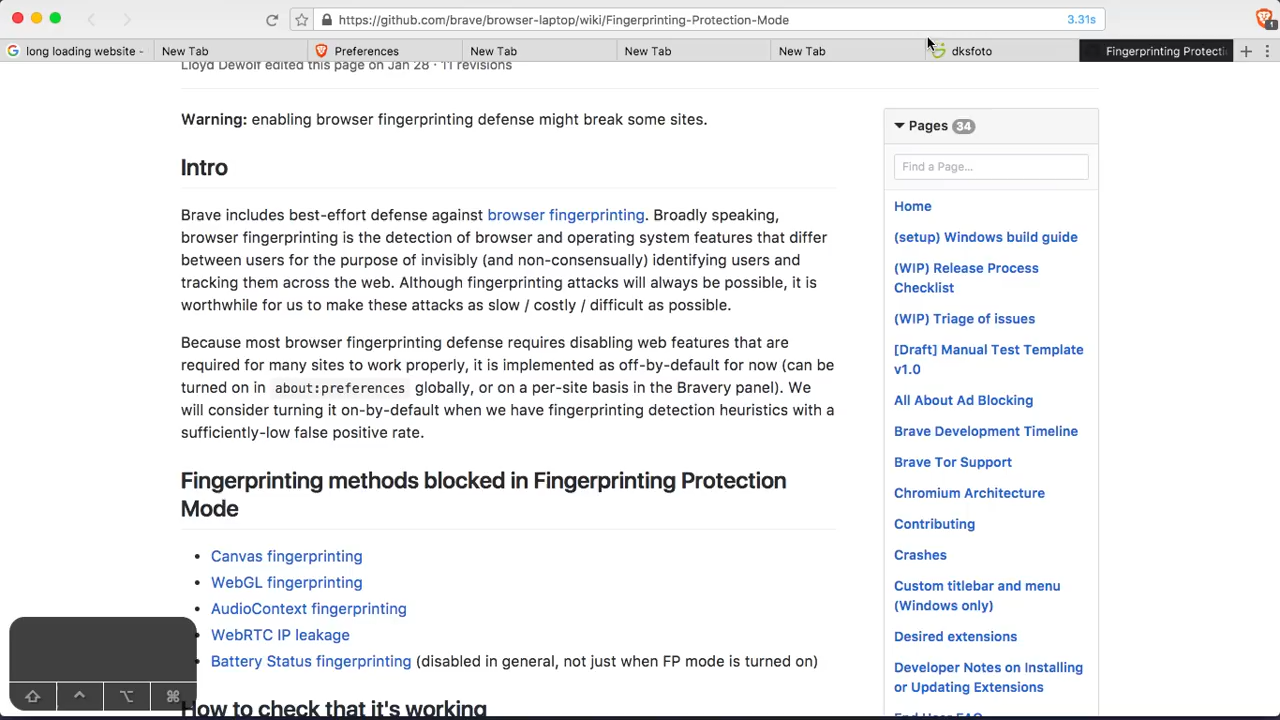 https://github.com/brave/browser-laptop/wiki/Fingerprinting-Protection-Mode
3.31s
1
long loading website -
New Tab
Preferences
New Tab
New Tab
New Tab
dksfoto
Fingerprinting Protecti
Lloyd Dewolf edited this page on Jan 28 · 11 revisions
Warning: enabling browser fingerprinting defense might break some sites.
Intro
Brave includes best-effort defense against browser fingerprinting. Broadly speaking,
browser fingerprinting is the detection of browser and operating system features that differ
between users for the purpose of invisibly (and non-consensually) identifying users and
tracking them across the web. Although fingerprinting attacks will always be possible, it is
worthwhile for us to make these attacks as slow / costly / difficult as possible.
Because most browser fingerprinting defense requires disabling web features that are
required for many sites to work properly, it is implemented as off-by-default for now (can be
turned on in about:preferences globally, or on a per-site basis in the Bravery panel). We
will consider turning it on-by-default when we have fingerprinting detection heuristics with a
sufficiently-low false positive rate.
Fingerprinting methods blocked in Fingerprinting Protection
Mode
• Canvas fingerprinting
• WebGL fingerprinting
• AudioContext fingerprinting
• WebRTC IP leakage
• Battery Status fingerprinting (disabled in general, not just when FP mode is turned on)
How to check that it's working
Pages 34
Find a Page...
Home
(setup) Windows build guide
(WIP) Release Process
Checklist
(WIP) Triage of issues
[Draft] Manual Test Template
v1.0
All About Ad Blocking
Brave Development Timeline
Brave Tor Support
Chromium Architecture
Contributing
Crashes
Custom titlebar and menu
(Windows only)
Desired extensions
Developer Notes on Installing
or Updating Extensions
End User FAQ